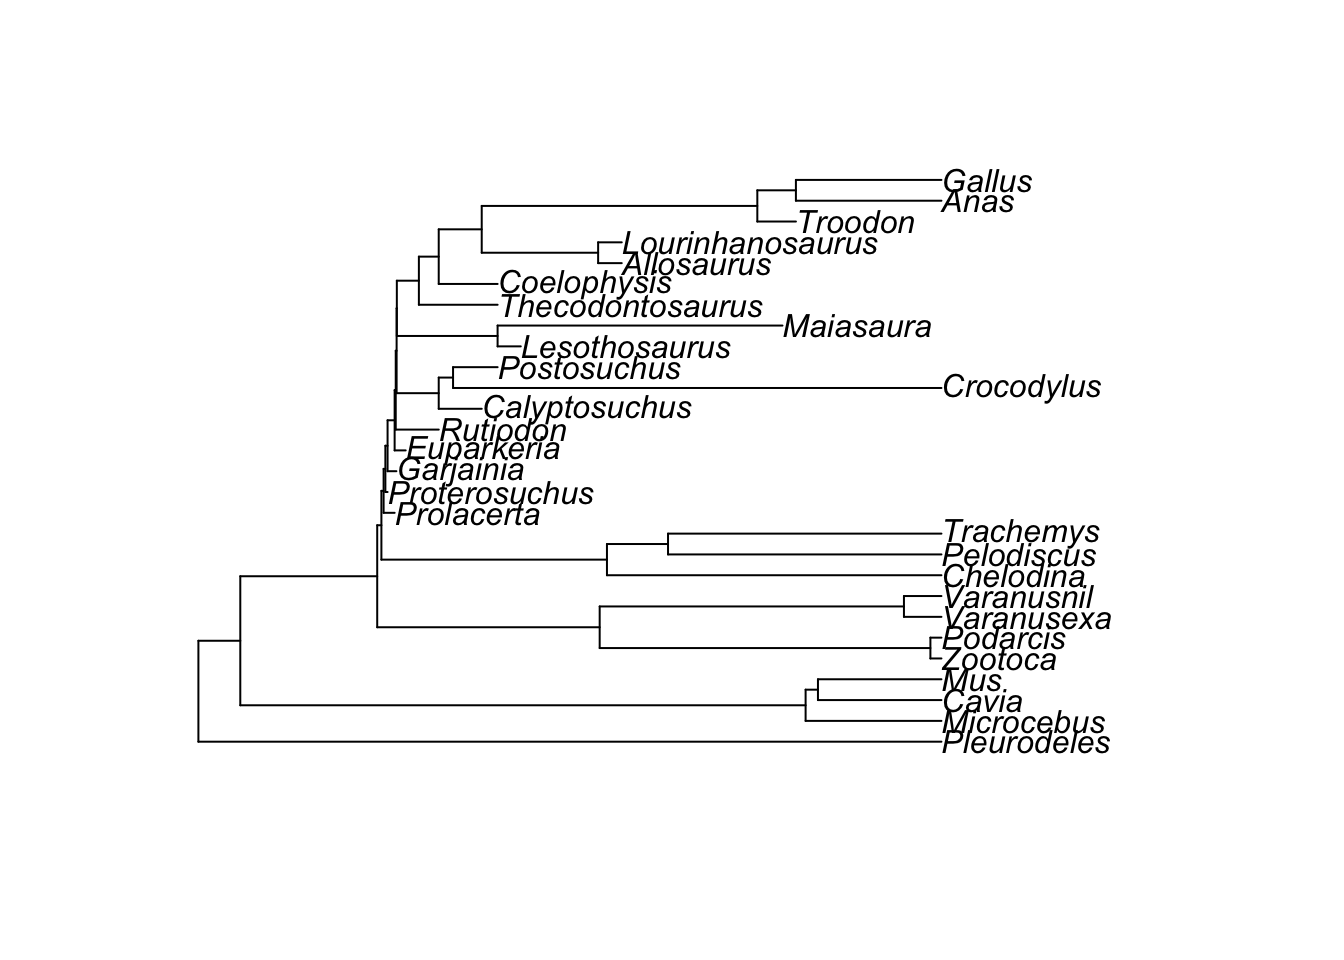 Gallus
Anas
Troodon
Lourinhanosaurus
Allosaurus
Coelophysis
Thecodontosaurus
Maiasaura
Lesothosaurus
Postosuchus
Crocodylus
Calyptosuchus
Rutiodon
Euparkeria
Garjainia
Proterosuchus
Prolacerta
Trachemys
Pelodiscus
Chelodina
Varanusnil
Varanusexa
Podarcis
Zootoca
Mus
Cavia
Microcebus
Pleurodeles